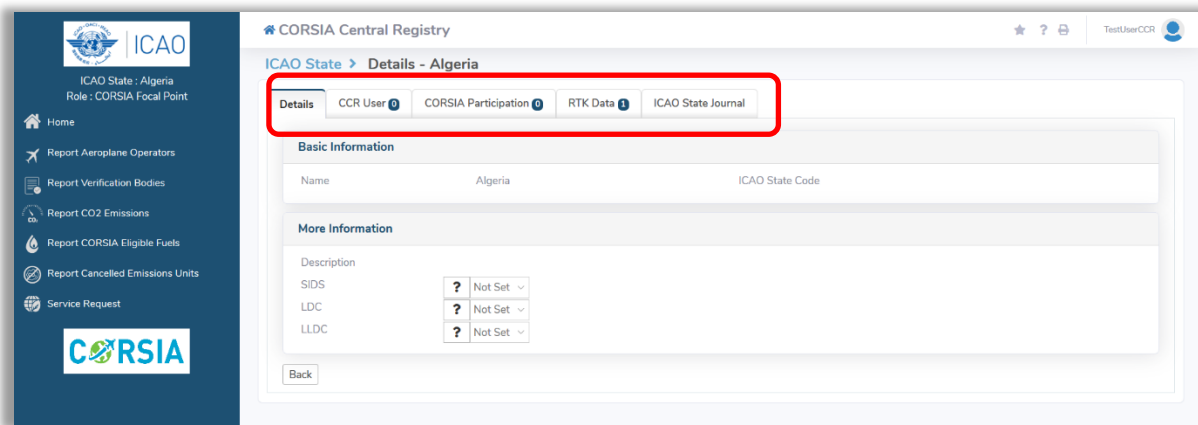 ICAO
ICAO State : Algeria
Role : CORSIA Focal Point
Home
Report Aeroplane Operators
Report Verification Bodies
CO₂
Report CO2 Emissions
Report CORSIA Eligible Fuels
Report Cancelled Emissions Units
Service Request
CORSIA
CORSIA Central Registry
? TestUserCCR
ICAO State > Details - Algeria
Details CCR User 0 CORSIA Participation 0 RTK Data 1 ICAO State Journal
Basic Information
Name Algeria ICAO State Code
More Information
Description
SIDS ? Not Set
LDC ? Not Set
LLDC ? Not Set
Back